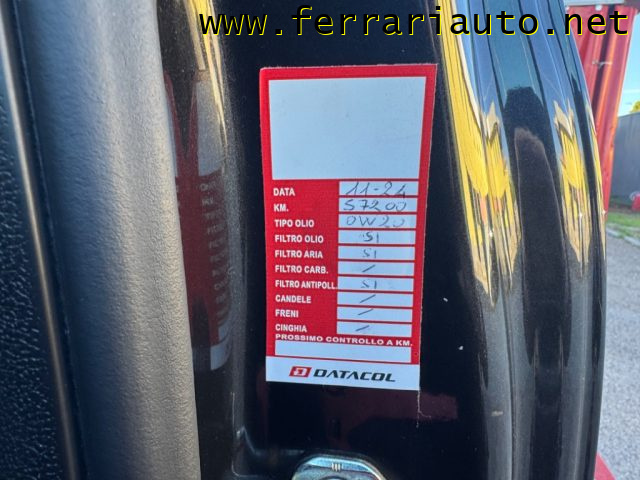 www.ferrariauto.net
DATA 11-24
KM. 57200
TIPO OLIO 0W20
FILTRO OLIO SI
FILTRO ARIA SI
FILTRO CARB. /
FILTRO ANTIPOLL. SI
CANDELE /
FRENI /
CINGHIA /
PROSSIMO CONTROLLO A KM.
DATACOL